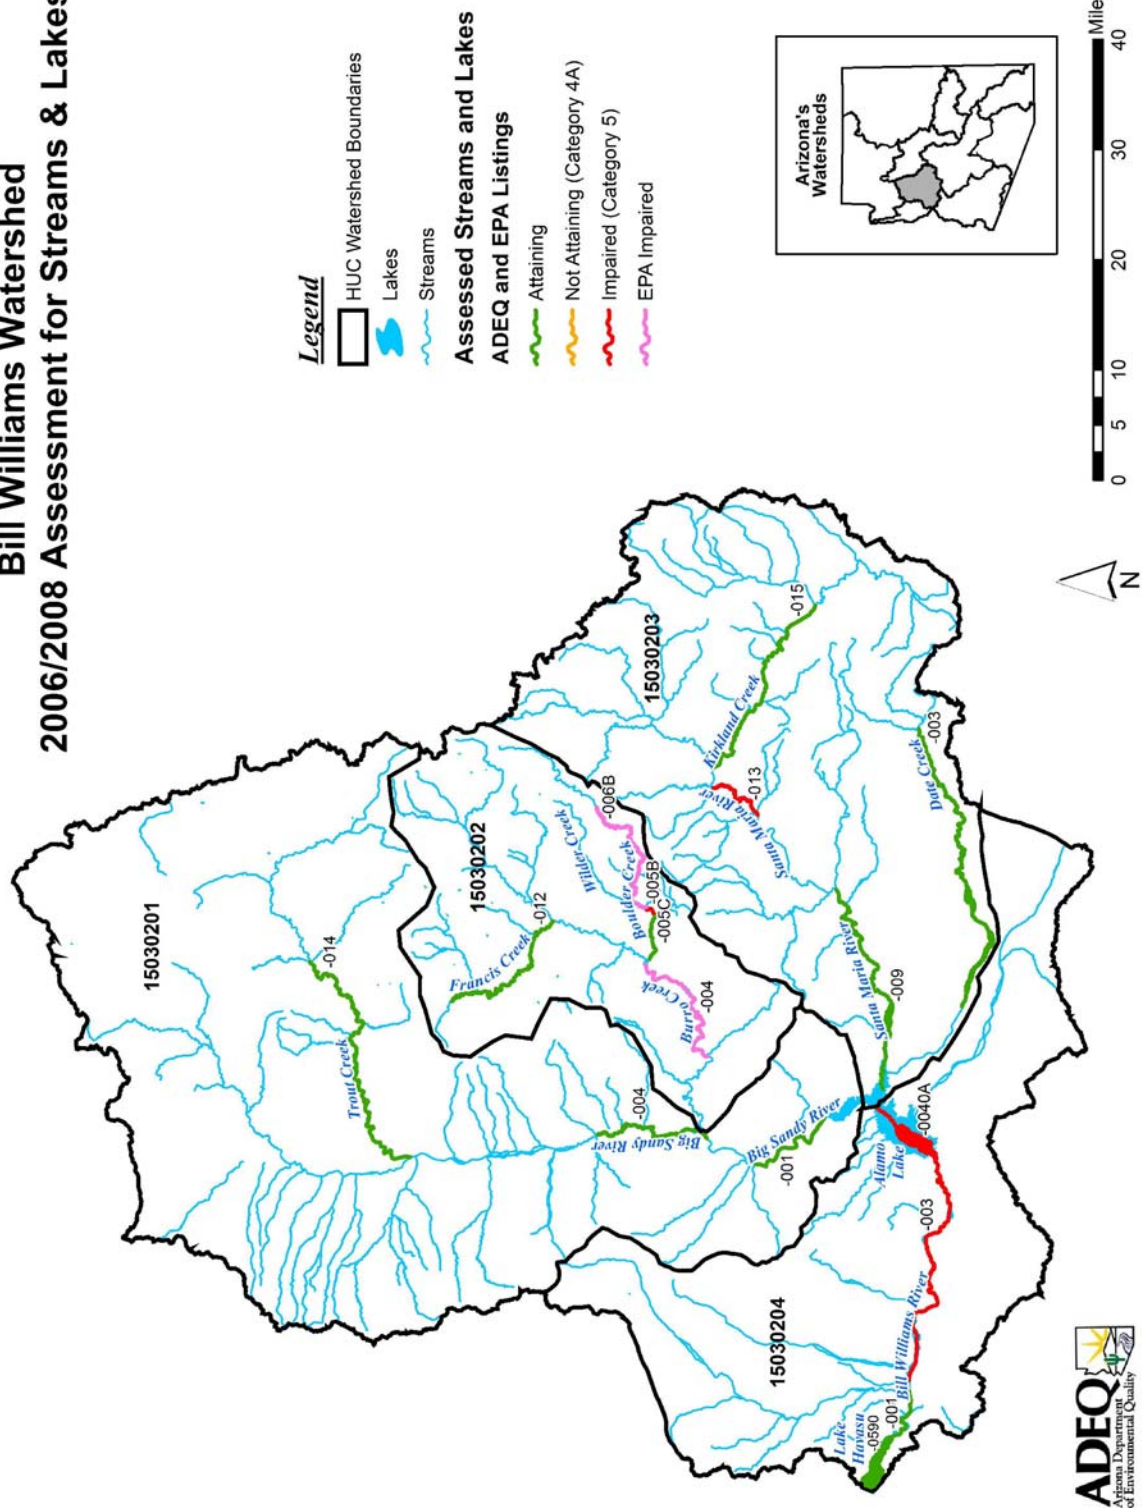 Bill Williams Watershed
2006/2008 Assessment for Streams & Lakes
Legend
HUC Watershed Boundaries
Lakes
Streams
Assessed Streams and Lakes
ADEQ and EPA Listings
Attaining
Not Attaining (Category 4A)
Impaired (Category 5)
EPA Impaired
Arizona's
Watersheds
0 5 10 20 30 40
Mile
N
15030201
-014
Trout Creek
15030202
-012
Francis Creek
Wilder Creek
-006B
Boulder Creek
-005B
-005C
Burro Creek
-004
15030203
-015
Kirkland Creek
-013
Santa Maria River
-003
Date Creek
Santa Maria River
-009
-004
Big Sandy River
Big Sandy River
-001
-0040A
Alamo
Lake
-003
15030204
Bill Williams River
-001
Lake
Havasu
-0590
ADEQ
Arizona Department
of Environmental Quality